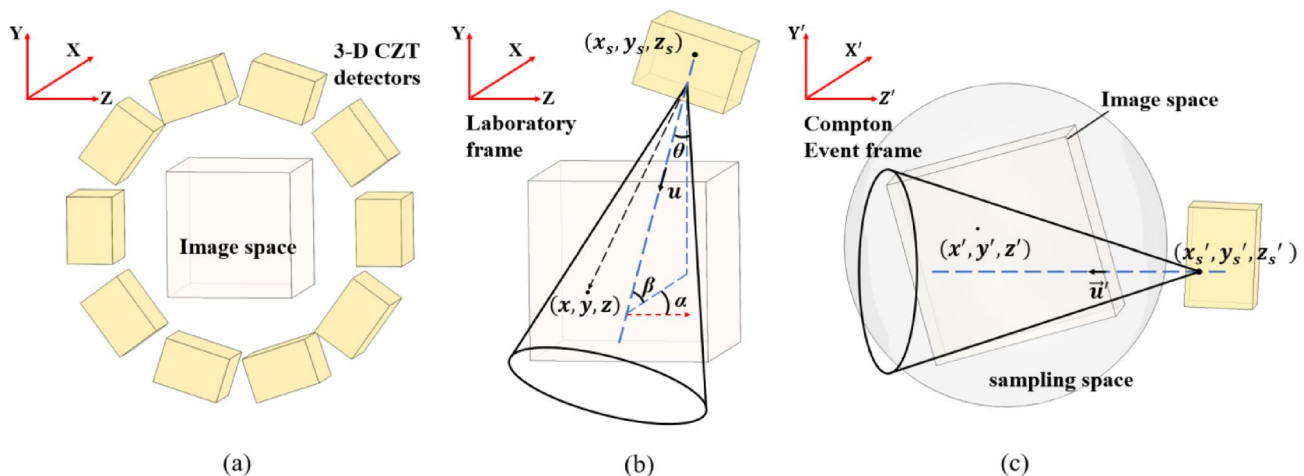 Y
X
Z
3-D CZT
detectors
Image space
(a)
Y
X
Z
Laboratory
frame
(x_s, y_s, z_s)
θ
u
β
α
(x, y, z)
(b)
Y′
X′
Z′
Compton
Event frame
Image space
(x′, y′, z′)
(x_s′, y_s′, z_s′)
u⃗′
sampling space
(c)